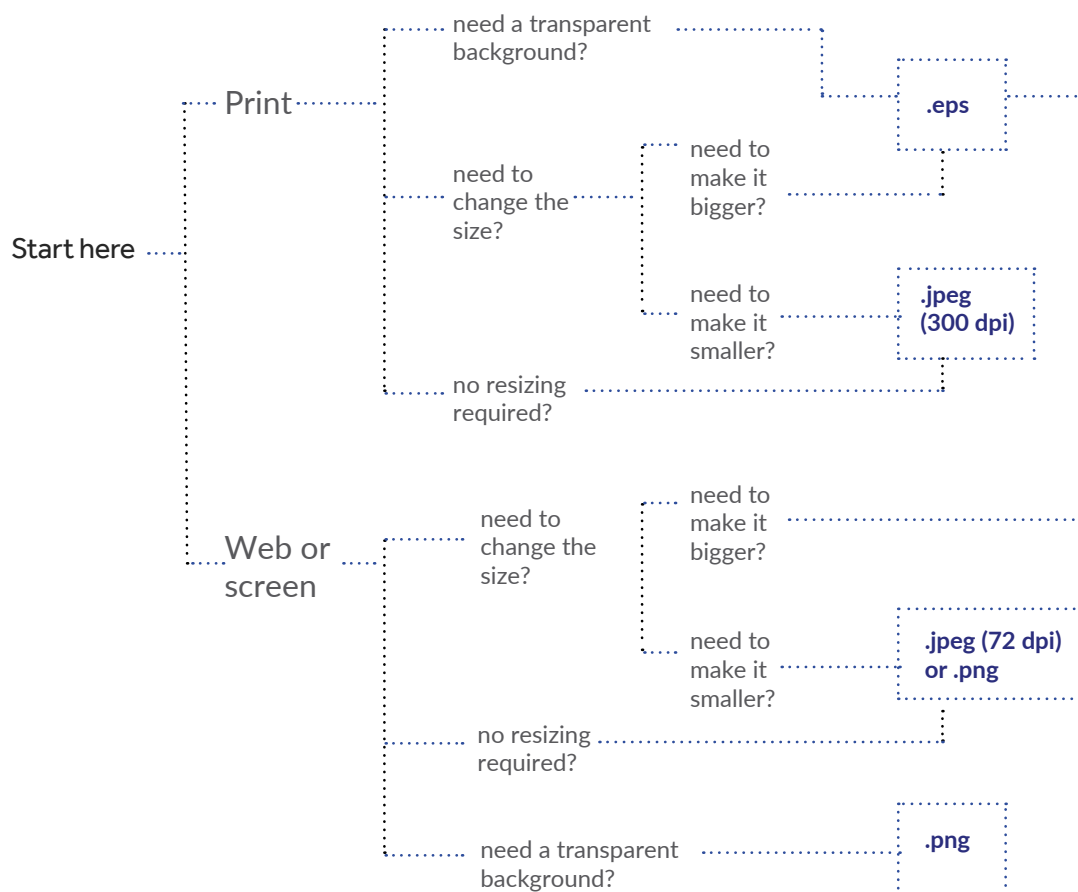 need a transparent
background?
Print
.eps
need to
make it
bigger?
need to
change the
size?
Start here
need to
make it
smaller?
.jpeg
(300 dpi)
no resizing
required?
need to
make it
bigger?
need to
change the
size?
Web or
screen
need to
make it
smaller?
.jpeg (72 dpi)
or .png
no resizing
required?
need a transparent
background?
.png